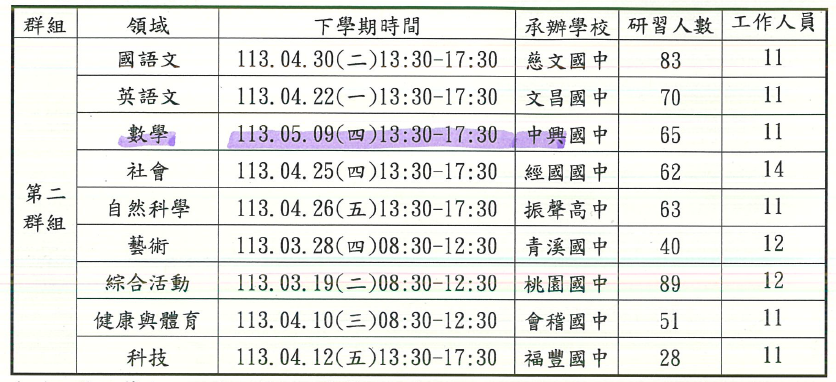 群組 領域 下學期時間 承辦學校 研習人數 工作人員
國語文 113.04.30(二)13:30-17:30 慈文國中 83 11
英語文 113.04.22(一)13:30-17:30 文昌國中 70 11
數學 113.05.09(四)13:30-17:30 中興國中 65 11
社會 113.04.25(四)13:30-17:30 經國國中 62 14
第二
群組
自然科學 113.04.26(五)13:30-17:30 振聲高中 63 11
藝術 113.03.28(四)08:30-12:30 青溪國中 40 12
綜合活動 113.03.19(二)08:30-12:30 桃園國中 89 12
健康與體育 113.04.10(三)08:30-12:30 會稽國中 51 11
科技 113.04.12(五)13:30-17:30 福豐國中 28 11